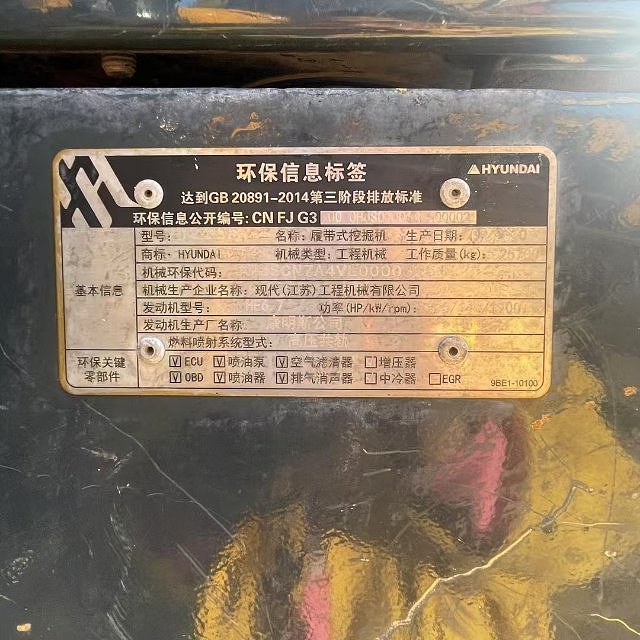 环保信息标签
HYUNDAI
达到GB 20891-2014第三阶段排放标准
环保信息公开编号: CN FJ G3
型号: 名称: 履带式挖掘机 生产日期:
商标: HYUNDAI 机械类型: 工程机械 工作质量(kg):
机械环保代码:
基本信息
机械生产企业名称: 现代(江苏)工程机械有限公司
发动机型号: 功率(HP/kW/rpm):
发动机生产厂名称:
燃料喷射系统型式:
环保关键零部件
ECU 喷油泵 空气滤清器 增压器
OBD 喷油器 排气消声器 中冷器 EGR
9BE1-10100